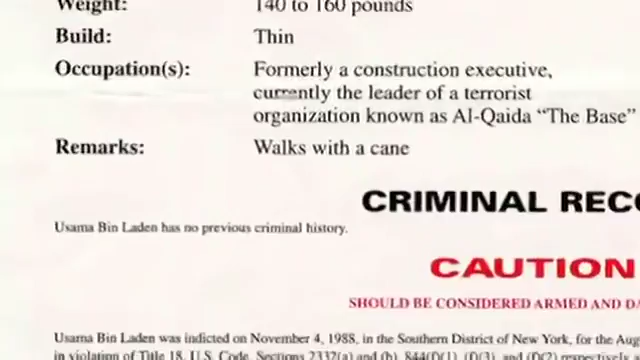 Weight: 140 to 160 pounds
Build: Thin
Occupation(s): Formerly a construction executive,
currently the leader of a terrorist
organization known as Al-Qaida “The Base”
Remarks: Walks with a cane
CRIMINAL REC
Usama Bin Laden has no previous criminal history.
CAUTION
SHOULD BE CONSIDERED ARMED AND DA
Usama Bin Laden was indicted on November 4, 1988, in the Southern District of New York, for the Aug
in violation of Title 18, U.S. Code, Sections 2332(a) and (b), 844(f)(1), (f)(3), and (f)(2) respectively